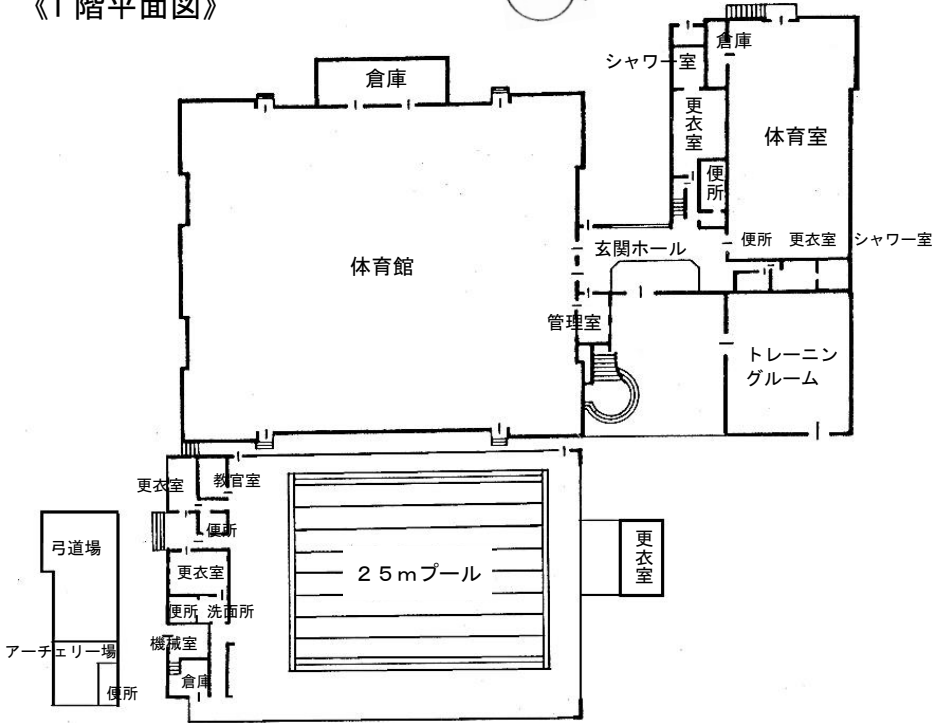 《1階平面図》
倉庫
シャワー室
倉庫
更衣室
体育室
便所
玄関ホール
便所
更衣室
シャワー室
体育館
管理室
トレーニン
グルーム
更衣室
教官室
便所
弓道場
更衣室
25mプール
更衣室
便所
洗面所
機械室
アーチェリー場
倉庫
便所